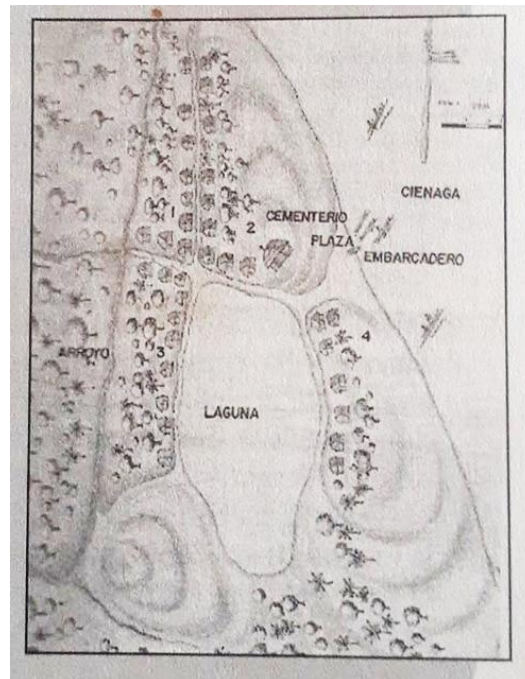 CIENAGA
1
2
CEMENTERIO
PLAZA
EMBARCADERO
ARROYO
3
4
LAGUNA